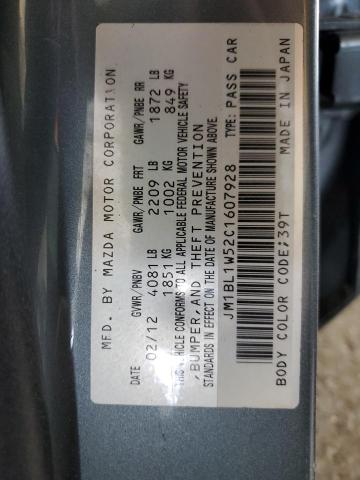 MFD. BY MAZDA MOTOR CORPORATION
GVWR/PNBV GAWR/PNBE FRT GAWR/PNBE RR
02/12 4081 LB 2209 LB 1872 LB
1851 KG 1002 KG 849 KG
THIS VEHICLE CONFORMS TO ALL APPLICABLE FEDERAL MOTOR VEHICLE SAFETY
,BUMPER,AND THEFT PREVENTION
STANDARDS IN EFFECT ON THE DATE OF MANUFACTURE SHOWN ABOVE.
JM1BL1W52C1607928 TYPE: PASS CAR
BODY COLOR CODE;39T MADE IN JAPAN